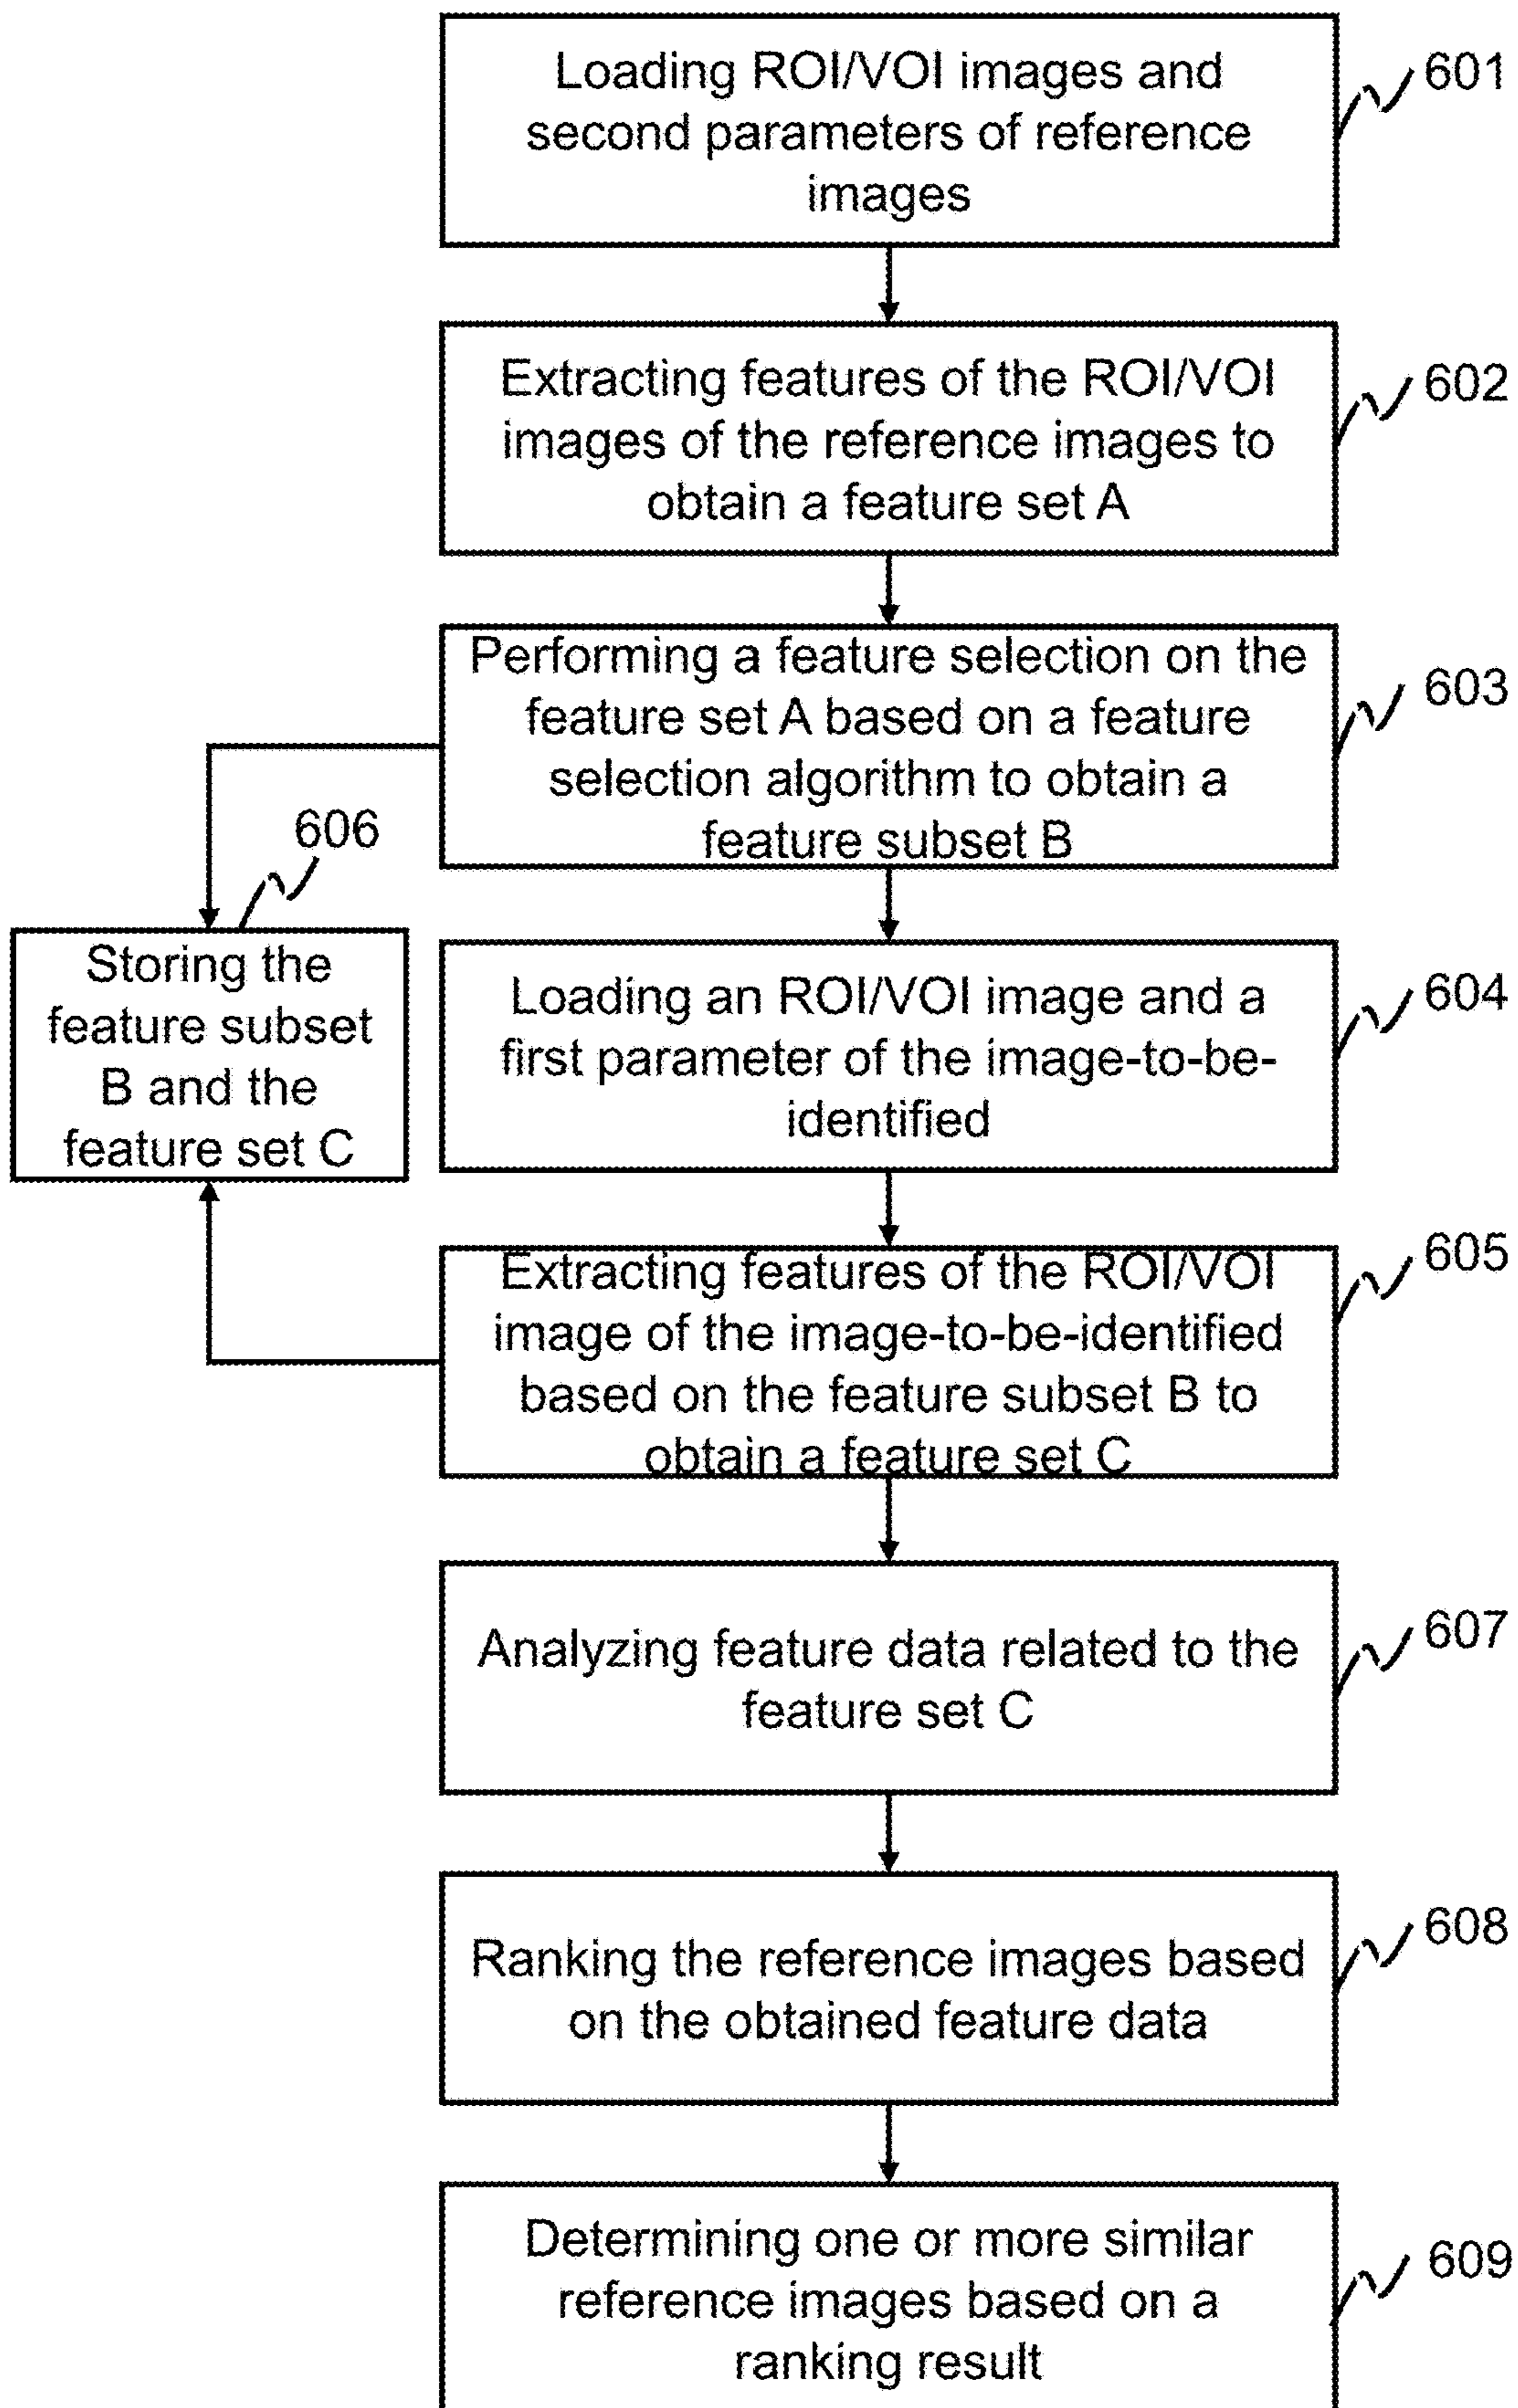 Loading ROI/VOI images and
second parameters of reference
images
601
Extracting features of the ROI/VOI
images of the reference images to
obtain a feature set A
602
Performing a feature selection on the
feature set A based on a feature
selection algorithm to obtain a
feature subset B
603
606
Storing the
feature subset
B and the
feature set C
Loading an ROI/VOI image and a
first parameter of the image-to-be-
identified
604
Extracting features of the ROI/VOI
image of the image-to-be-identified
based on the feature subset B to
obtain a feature set C
605
Analyzing feature data related to the
feature set C
607
Ranking the reference images based
on the obtained feature data
608
Determining one or more similar
reference images based on a
ranking result
609